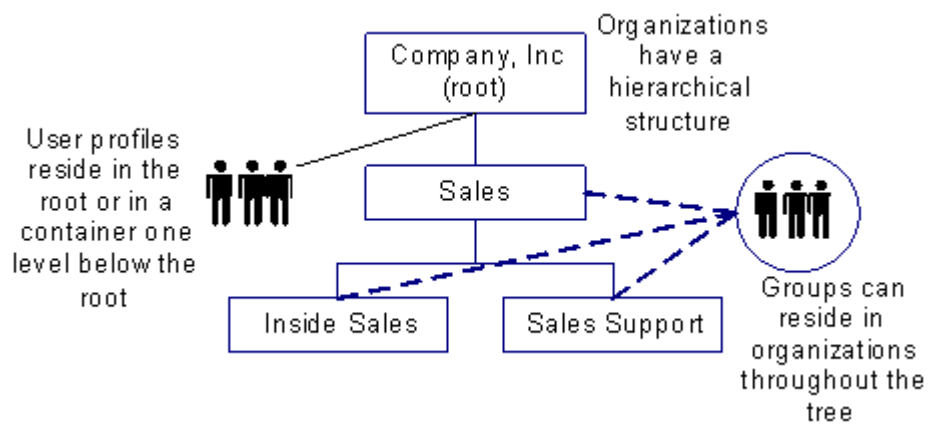 Company, Inc
(root)
Organizations
have a
hierarchical
structure
User profiles
reside in the
root or in a
container one
level below the
root
Sales
Inside Sales
Sales Support
Groups can
reside in
organizations
throughout the
tree